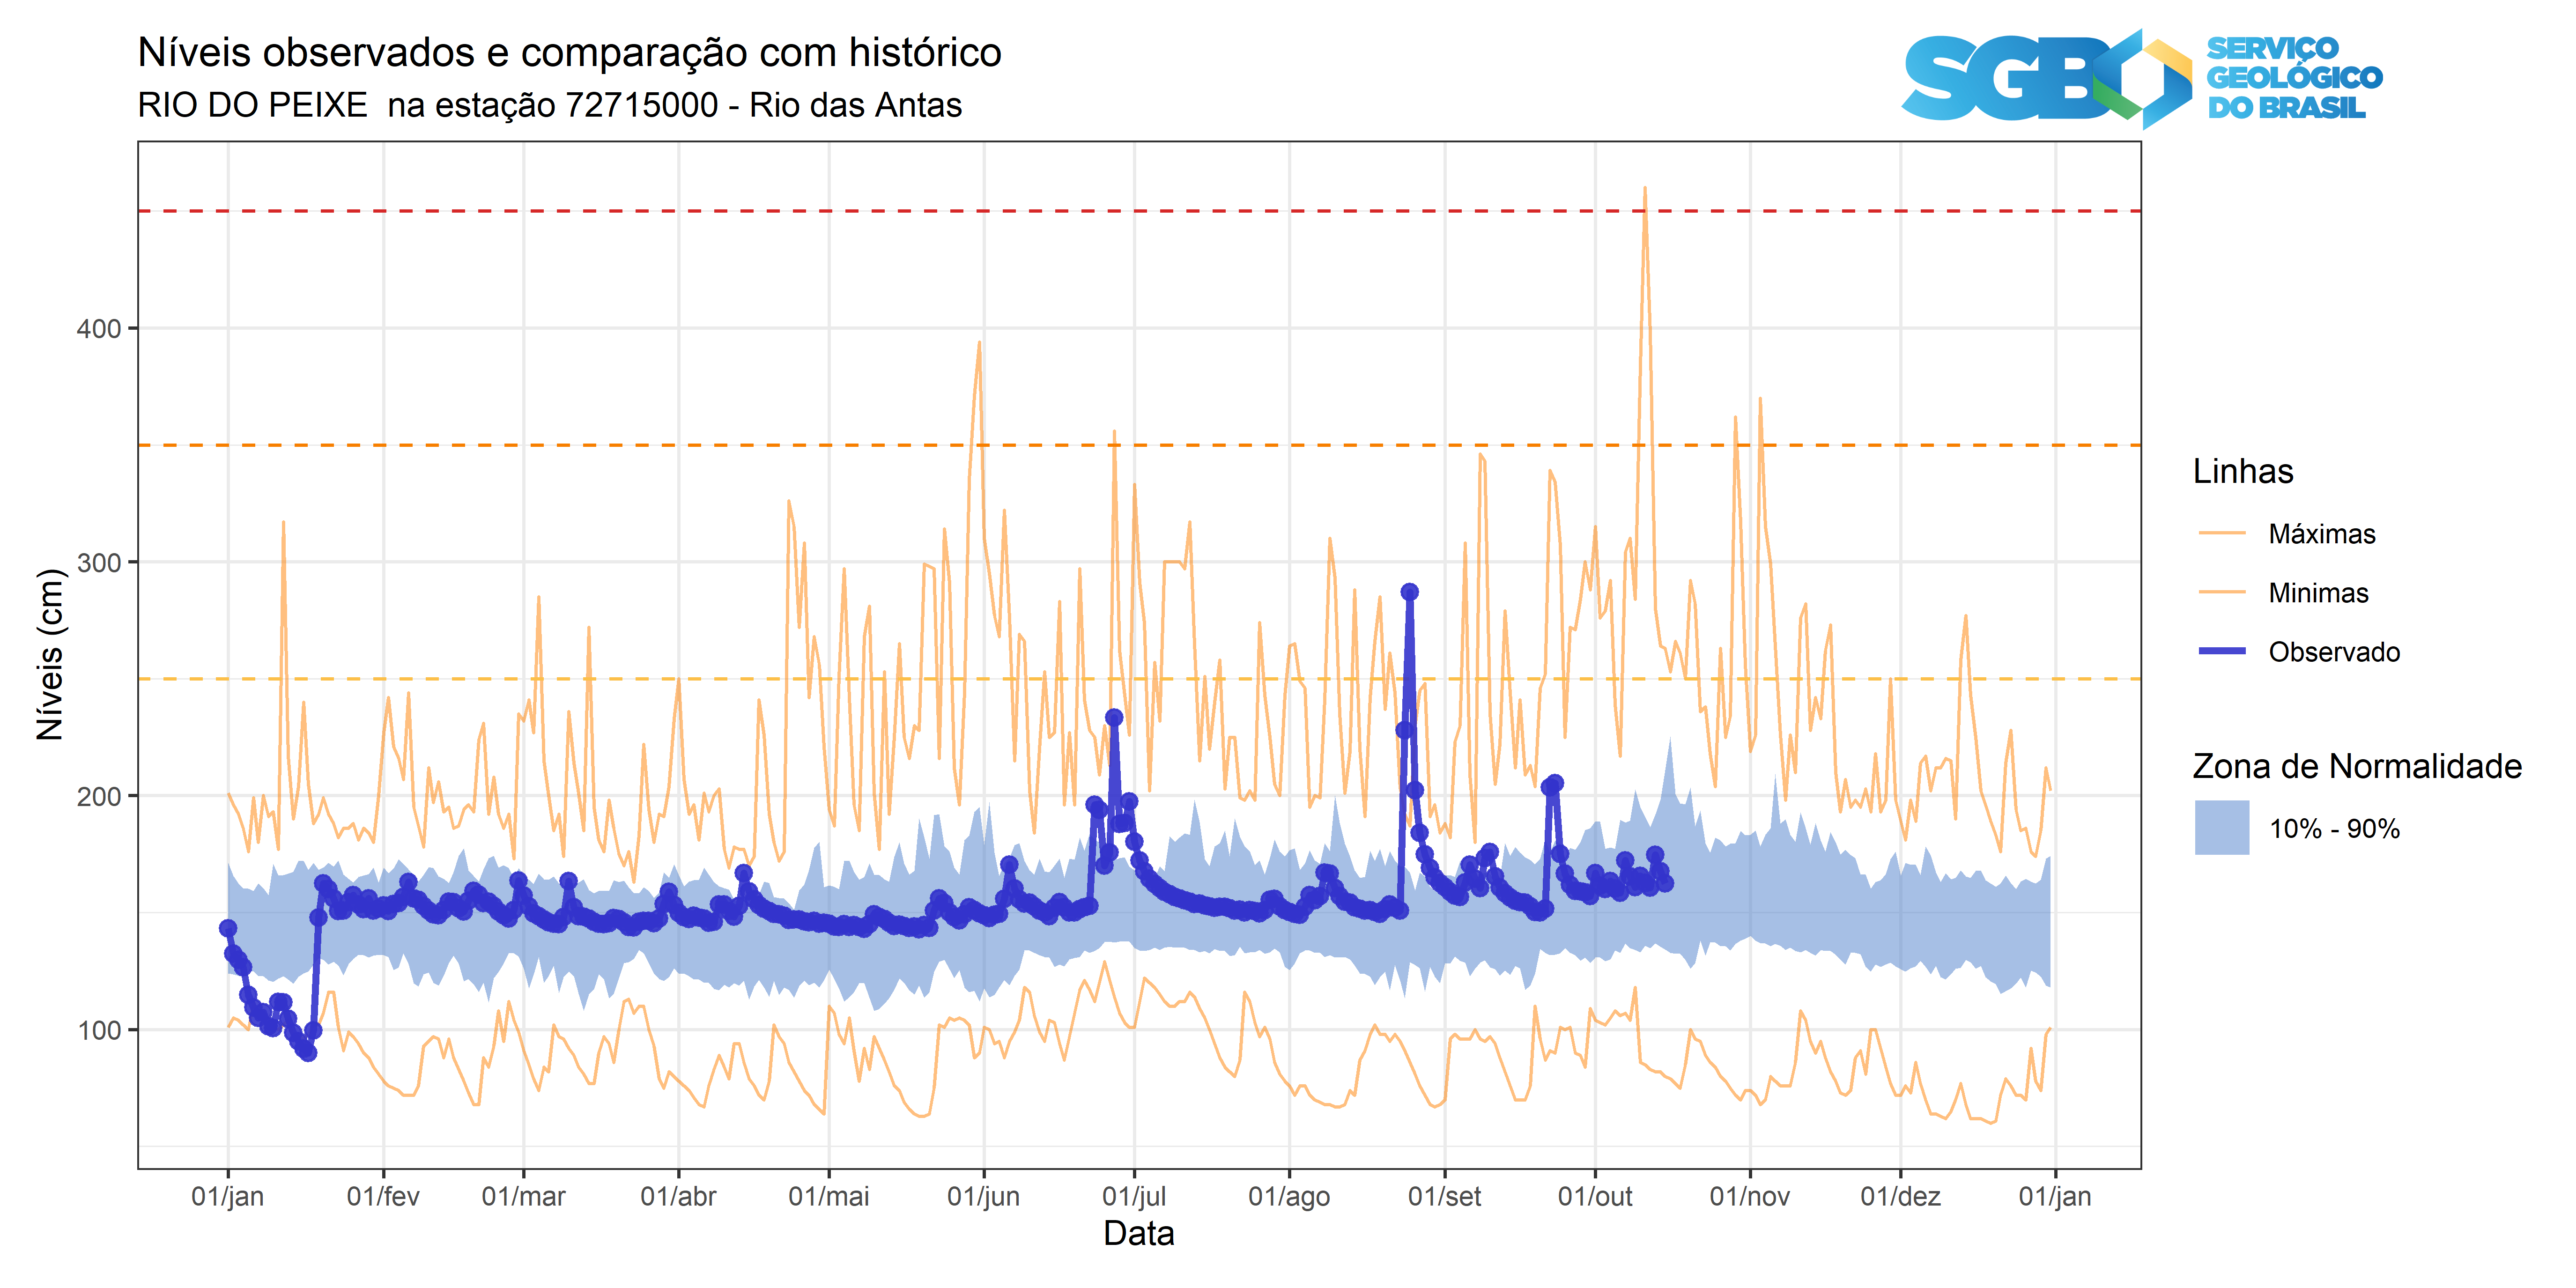 Níveis observados e comparação com histórico
RIO DO PEIXE  na estação 72715000 - Rio das Antas
SGB
SERVIÇO
GEOLÓGICO
DO BRASIL
Níveis (cm)
400
300
200
100
01/jan
01/fev
01/mar
01/abr
01/mai
01/jun
01/jul
01/ago
01/set
01/out
01/nov
01/dez
01/jan
Data
Linhas
Máximas
Minimas
Observado
Zona de Normalidade
10% - 90%